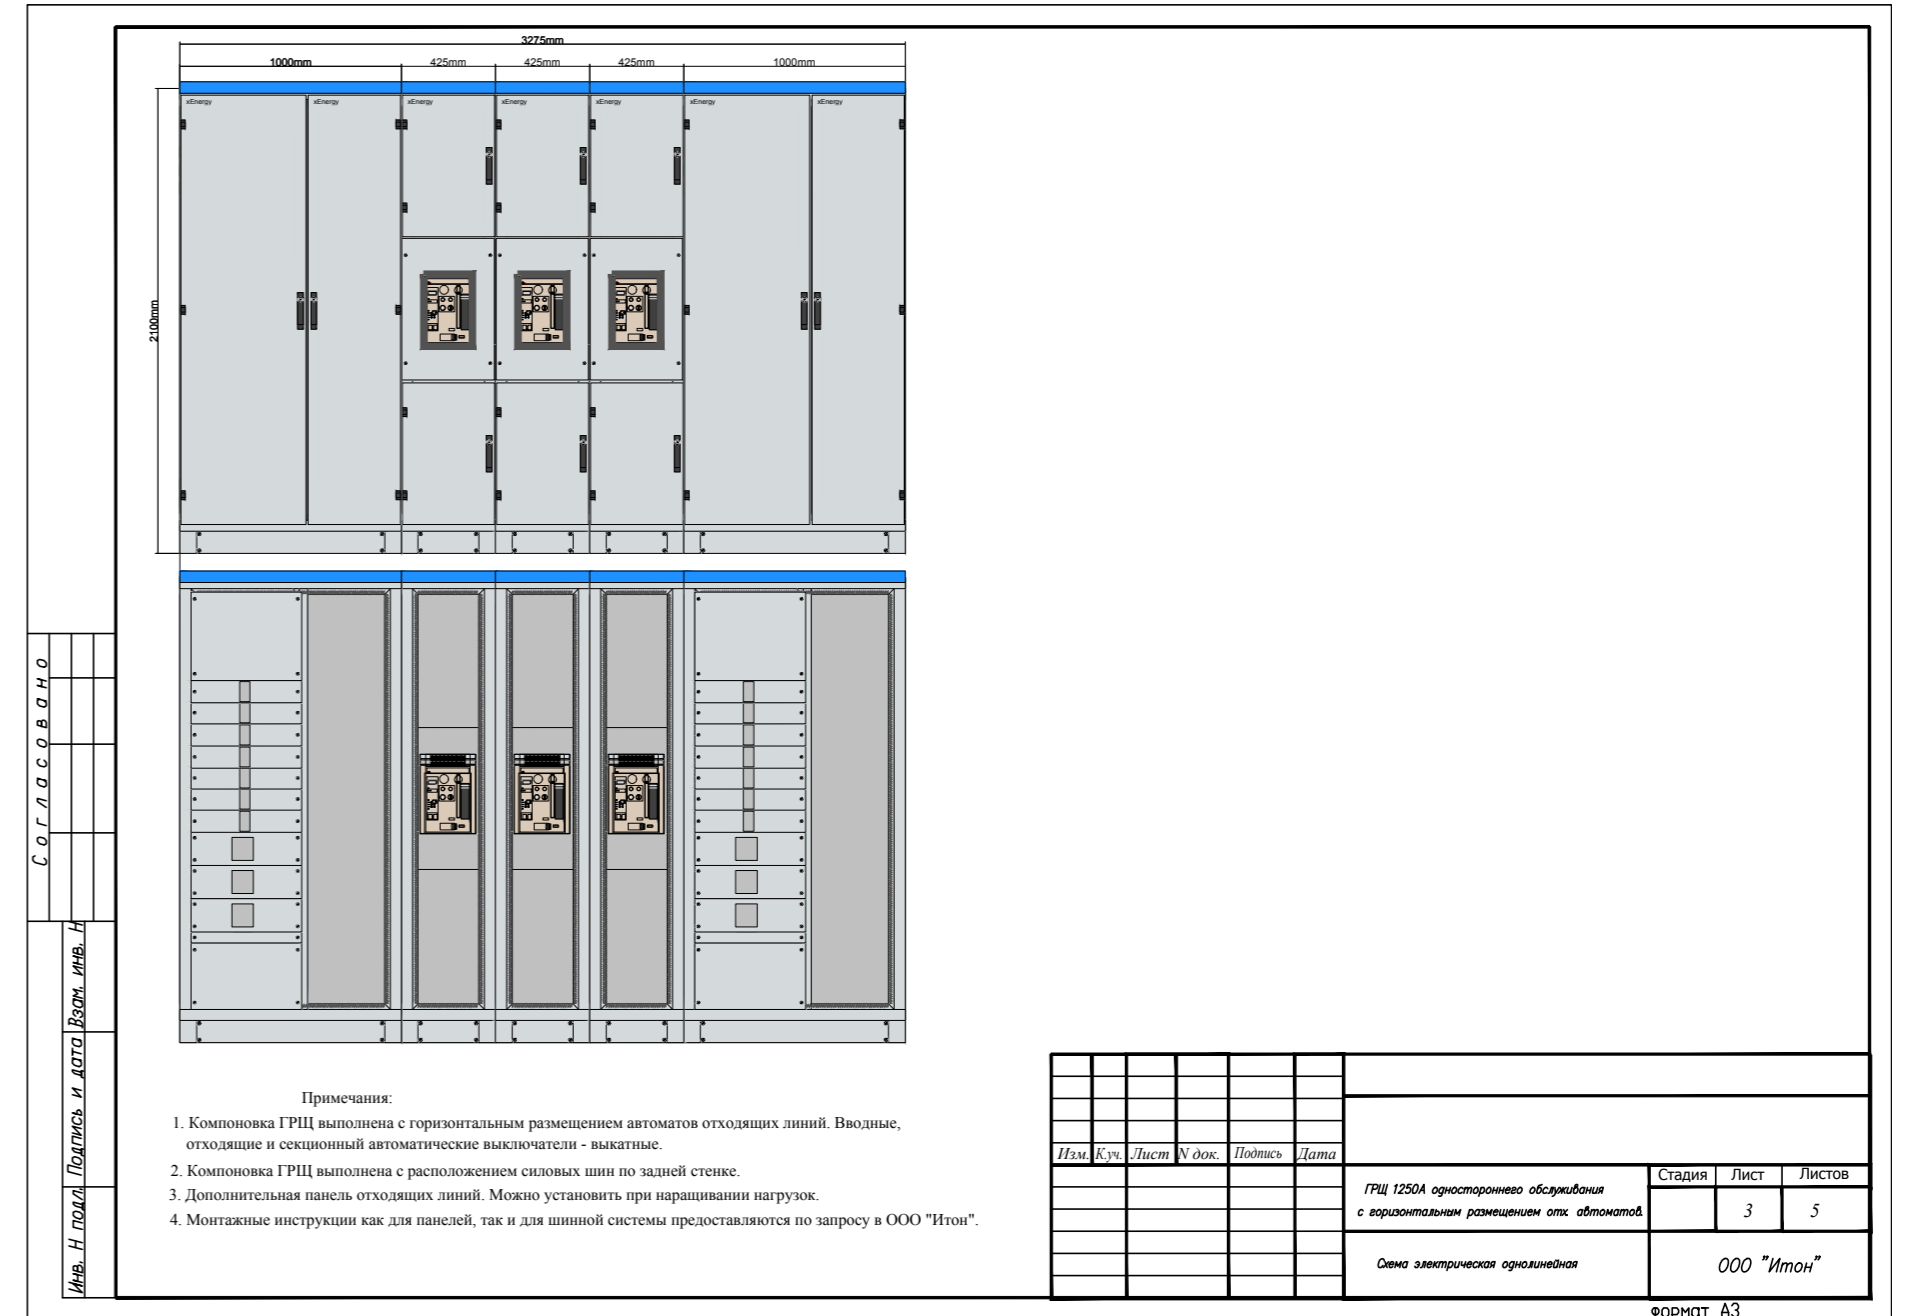 3275mm
1000mm 425mm 425mm 425mm 1000mm
xEnergy xEnergy xEnergy xEnergy xEnergy xEnergy xEnergy
2100mm
Согласовано
Взам. инв. Н
Подпись и дата
Инв. Н подл.
Примечания:
1. Компоновка ГРЩ выполнена с горизонтальным размещением автоматов отходящих линий. Вводные,
отходящие и секционный автоматические выключатели - выкатные.
2. Компоновка ГРЩ выполнена с расположением силовых шин по задней стенке.
3. Дополнительная панель отходящих линий. Можно установить при наращивании нагрузок.
4. Монтажные инструкции как для панелей, так и для шинной системы предоставляются по запросу в ООО "Итон".
Изм. К.уч. Лист N док. Подпись Дата
ГРЩ 1250А одностороннего обслуживания
с горизонтальным размещением отх. автоматов.
Стадия Лист Листов
3 5
Схема электрическая однолинейная
ООО "Итон"
формат А3